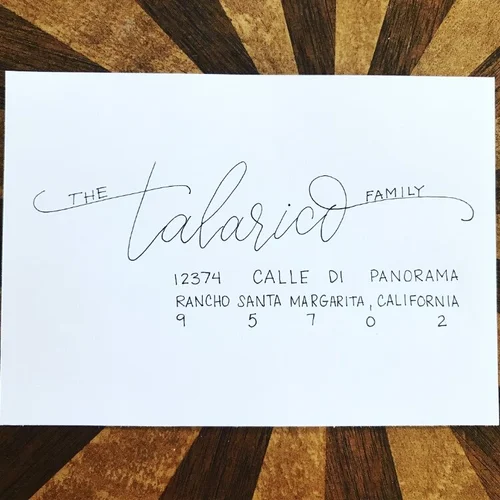 THE talarico FAMILY
12374 CALLE DI PANORAMA
RANCHO SANTA MARGARITA, CALIFORNIA
9 5 7 0 2